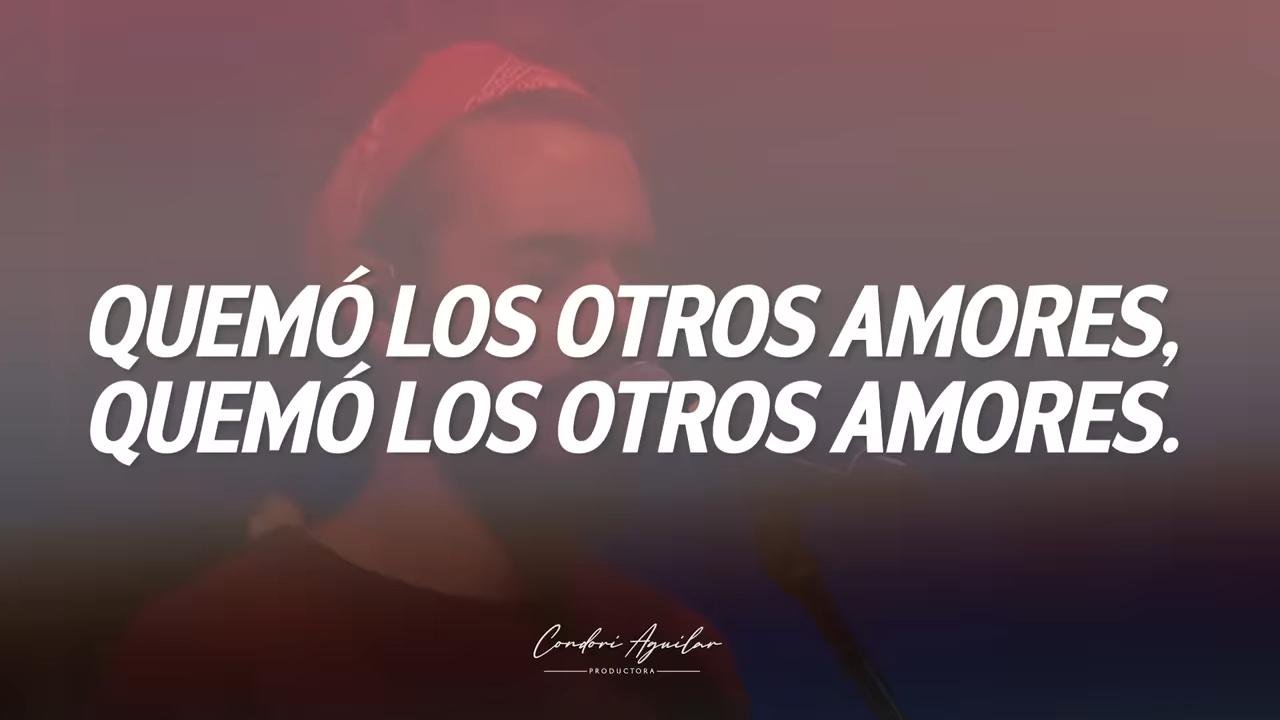 QUEMÓ LOS OTROS AMORES,
QUEMÓ LOS OTROS AMORES.
Condori Aguilar
PRODUCTORA